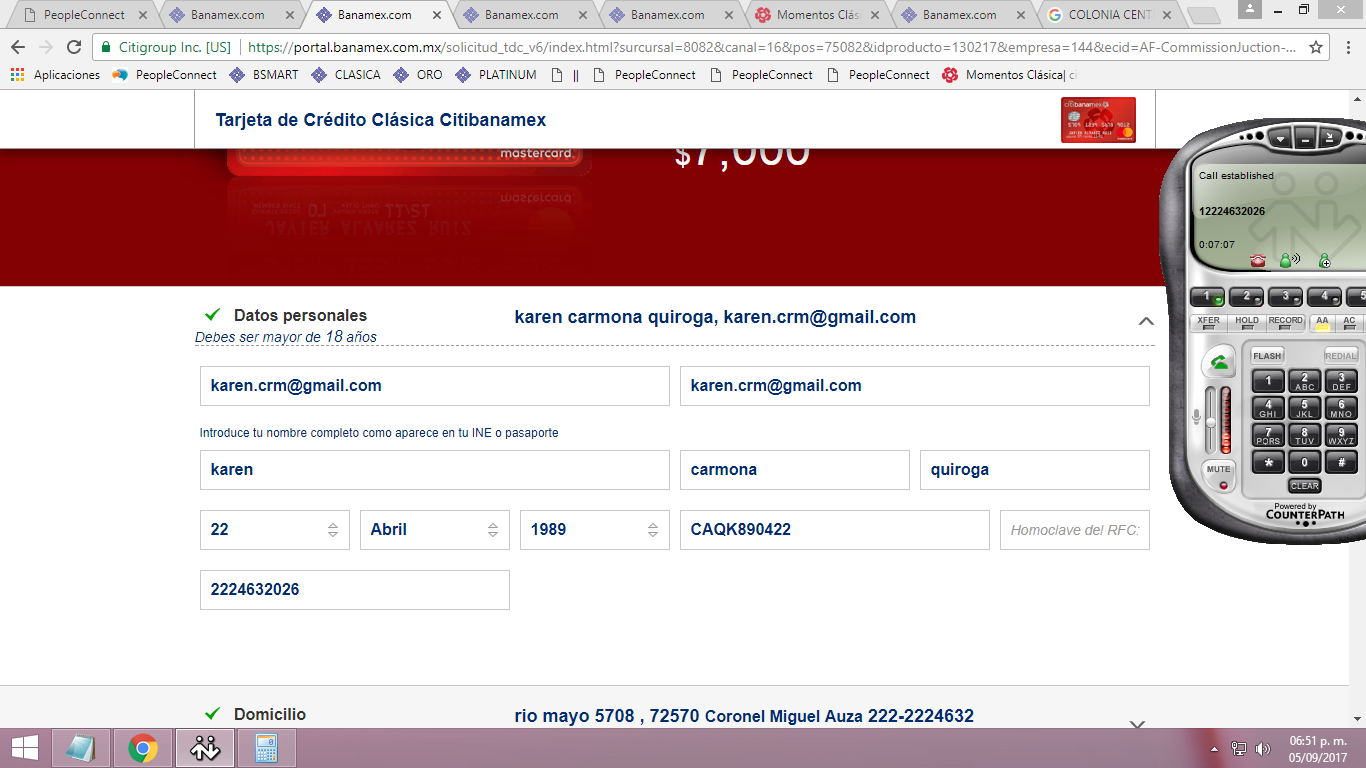 PeopleConnect
Banamex.com
Banamex.com
Banamex.com
Banamex.com
Momentos Clás
Banamex.com
COLONIA CENT
Citigroup Inc. [US] https://portal.banamex.com.mx/solicitud_tdc_v6/index.html?surcursal=8082&canal=16&pos=75082&idproducto=130217&empresa=144&ecid=AF-CommissionJuction-...
Aplicaciones PeopleConnect BSMART CLASICA ORO PLATINUM || PeopleConnect PeopleConnect PeopleConnect Momentos Clásica| ci
Tarjeta de Crédito Clásica Citibanamex
citibanamex
mastercard
$7,000
Call established
12224632026
0:07:07
1 2 3 4 5
XFER HOLD RECORD AA AC
FLASH REDIAL
1 2 ABC 3 DEF
4 GHI 5 JKL 6 MNO
7 PQRS 8 TUV 9 WXYZ
* 0 #
MUTE
CLEAR
Powered by
COUNTERPATH
Datos personales karen carmona quiroga, karen.crm@gmail.com
Debes ser mayor de 18 años
karen.crm@gmail.com karen.crm@gmail.com
Introduce tu nombre completo como aparece en tu INE o pasaporte
karen carmona quiroga
22 Abril 1989 CAQK890422 Homoclave del RFC:
2224632026
Domicilio rio mayo 5708 , 72570 Coronel Miguel Auza 222-2224632
06:51 p. m.
05/09/2017